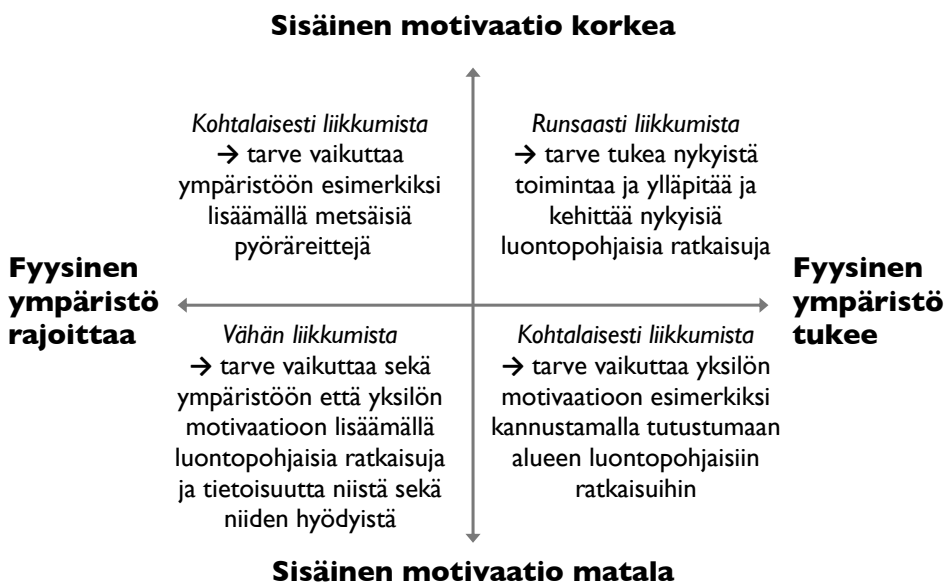 Sisäinen motivaatio korkea
Kohtalaisesti liikkumista
→ tarve vaikuttaa
ympäristöön esimerkiksi
lisäämällä metsäisiä
pyöräreittejä
Runsaasti liikkumista
→ tarve tukea nykyistä
toimintaa ja ylläpitää ja
kehittää nykyisiä
luontopohjaisia ratkaisuja
Fyysinen
ympäristö
rajoittaa
Fyysinen
ympäristö
tukee
Vähän liikkumista
→ tarve vaikuttaa sekä
ympäristöön että yksilön
motivaatioon lisäämällä
luontopohjaisia ratkaisuja
ja tietoisuutta niistä sekä
niiden hyödyistä
Kohtalaisesti liikkumista
→ tarve vaikuttaa yksilön
motivaatioon esimerkiksi
kannustamalla tutustumaan
alueen luontopohjaisiin
ratkaisuihin
Sisäinen motivaatio matala